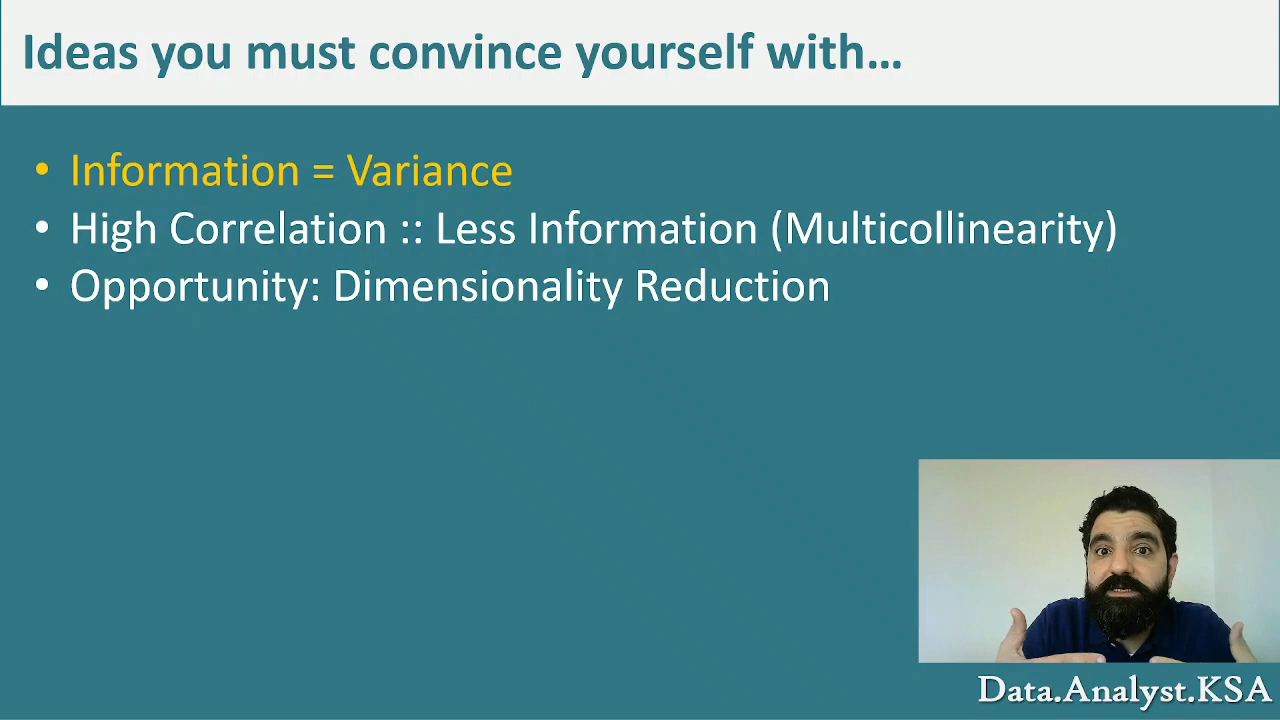 Ideas you must convince yourself with…
• Information = Variance
• High Correlation :: Less Information (Multicollinearity)
• Opportunity: Dimensionality Reduction
Data.Analyst.KSA